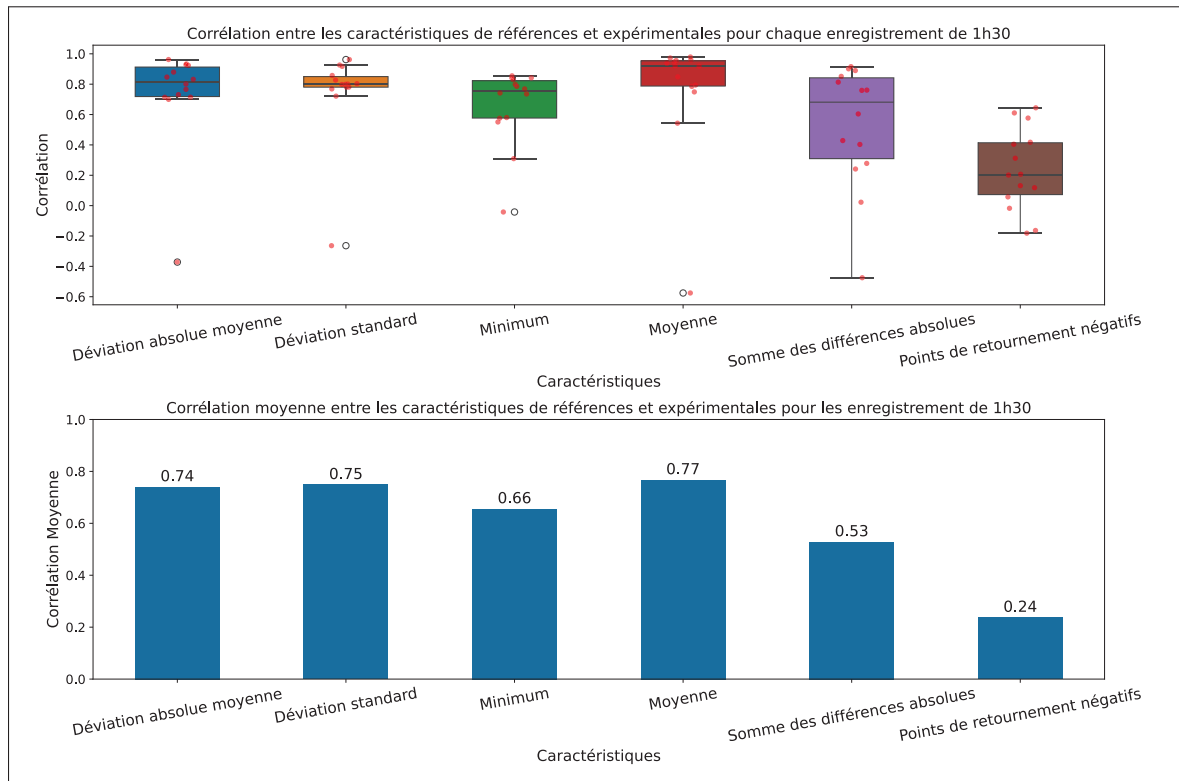 Corrélation entre les caractéristiques de références et expérimentales pour chaque enregistrement de 1h30
Corrélation
1.0
0.8
0.6
0.4
0.2
0.0
−0.2
−0.4
−0.6
Déviation absolue moyenne
Déviation standard
Minimum
Moyenne
Somme des différences absolues
Points de retournement négatifs
Caractéristiques
Corrélation moyenne entre les caractéristiques de références et expérimentales pour les enregistrement de 1h30
Corrélation Moyenne
1.0
0.8
0.6
0.4
0.2
0.0
0.74
0.75
0.66
0.77
0.53
0.24
Déviation absolue moyenne
Déviation standard
Minimum
Moyenne
Somme des différences absolues
Points de retournement négatifs
Caractéristiques